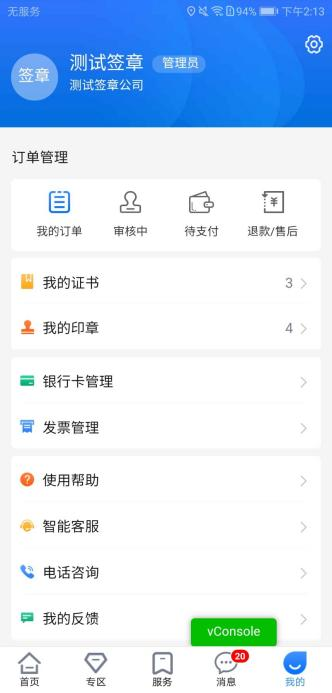 无服务
94% 下午2:13
签章
测试签章 管理员
测试签章公司
订单管理
我的订单 审核中 待支付 退款/售后
我的证书 3
我的印章 4
银行卡管理
发票管理
使用帮助
智能客服
电话咨询
我的反馈
vConsole
20
首页 专区 服务 消息 我的